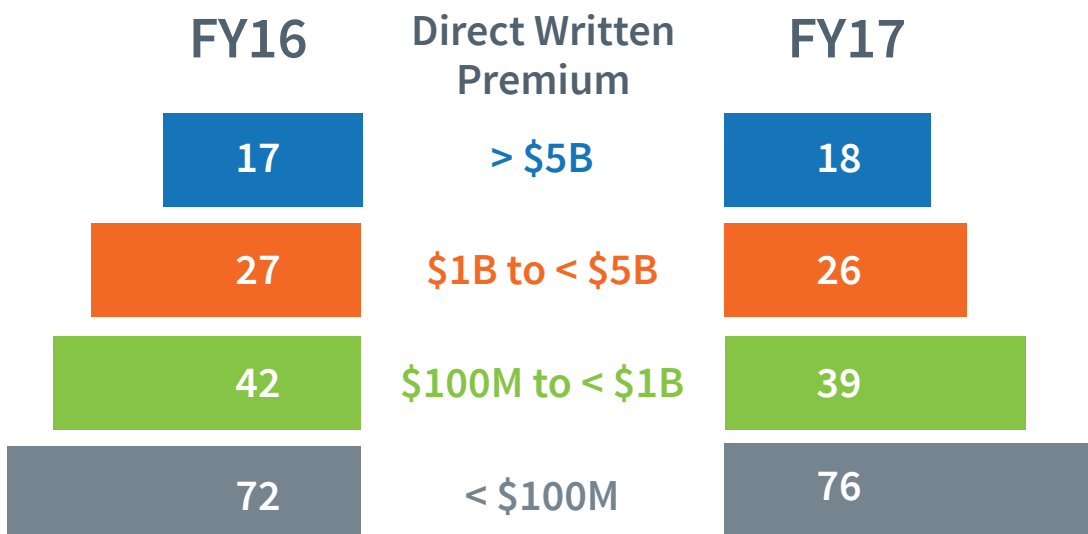 FY16
Direct Written
Premium
FY17
17
> $5B
18
27
$1B to < $5B
26
42
$100M to < $1B
39
72
< $100M
76